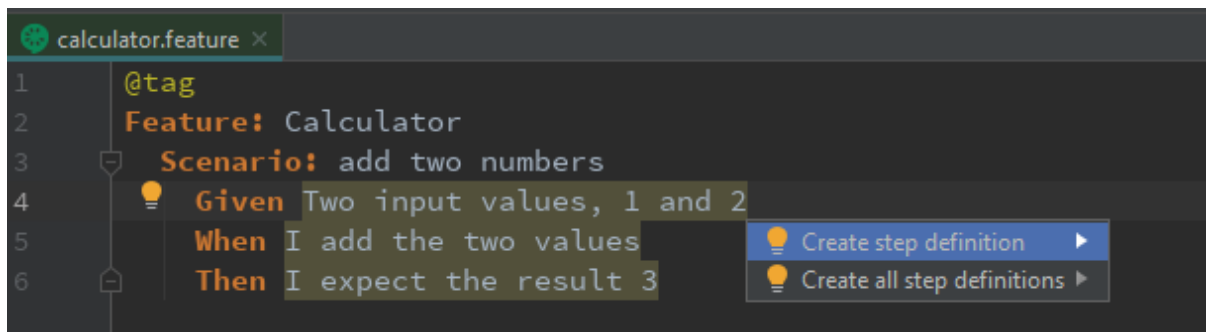 calculator.feature ×
1 @tag
2 Feature: Calculator
3 Scenario: add two numbers
4 Given Two input values, 1 and 2
5 When I add the two values
Create step definition
6 Then I expect the result 3
Create all step definitions